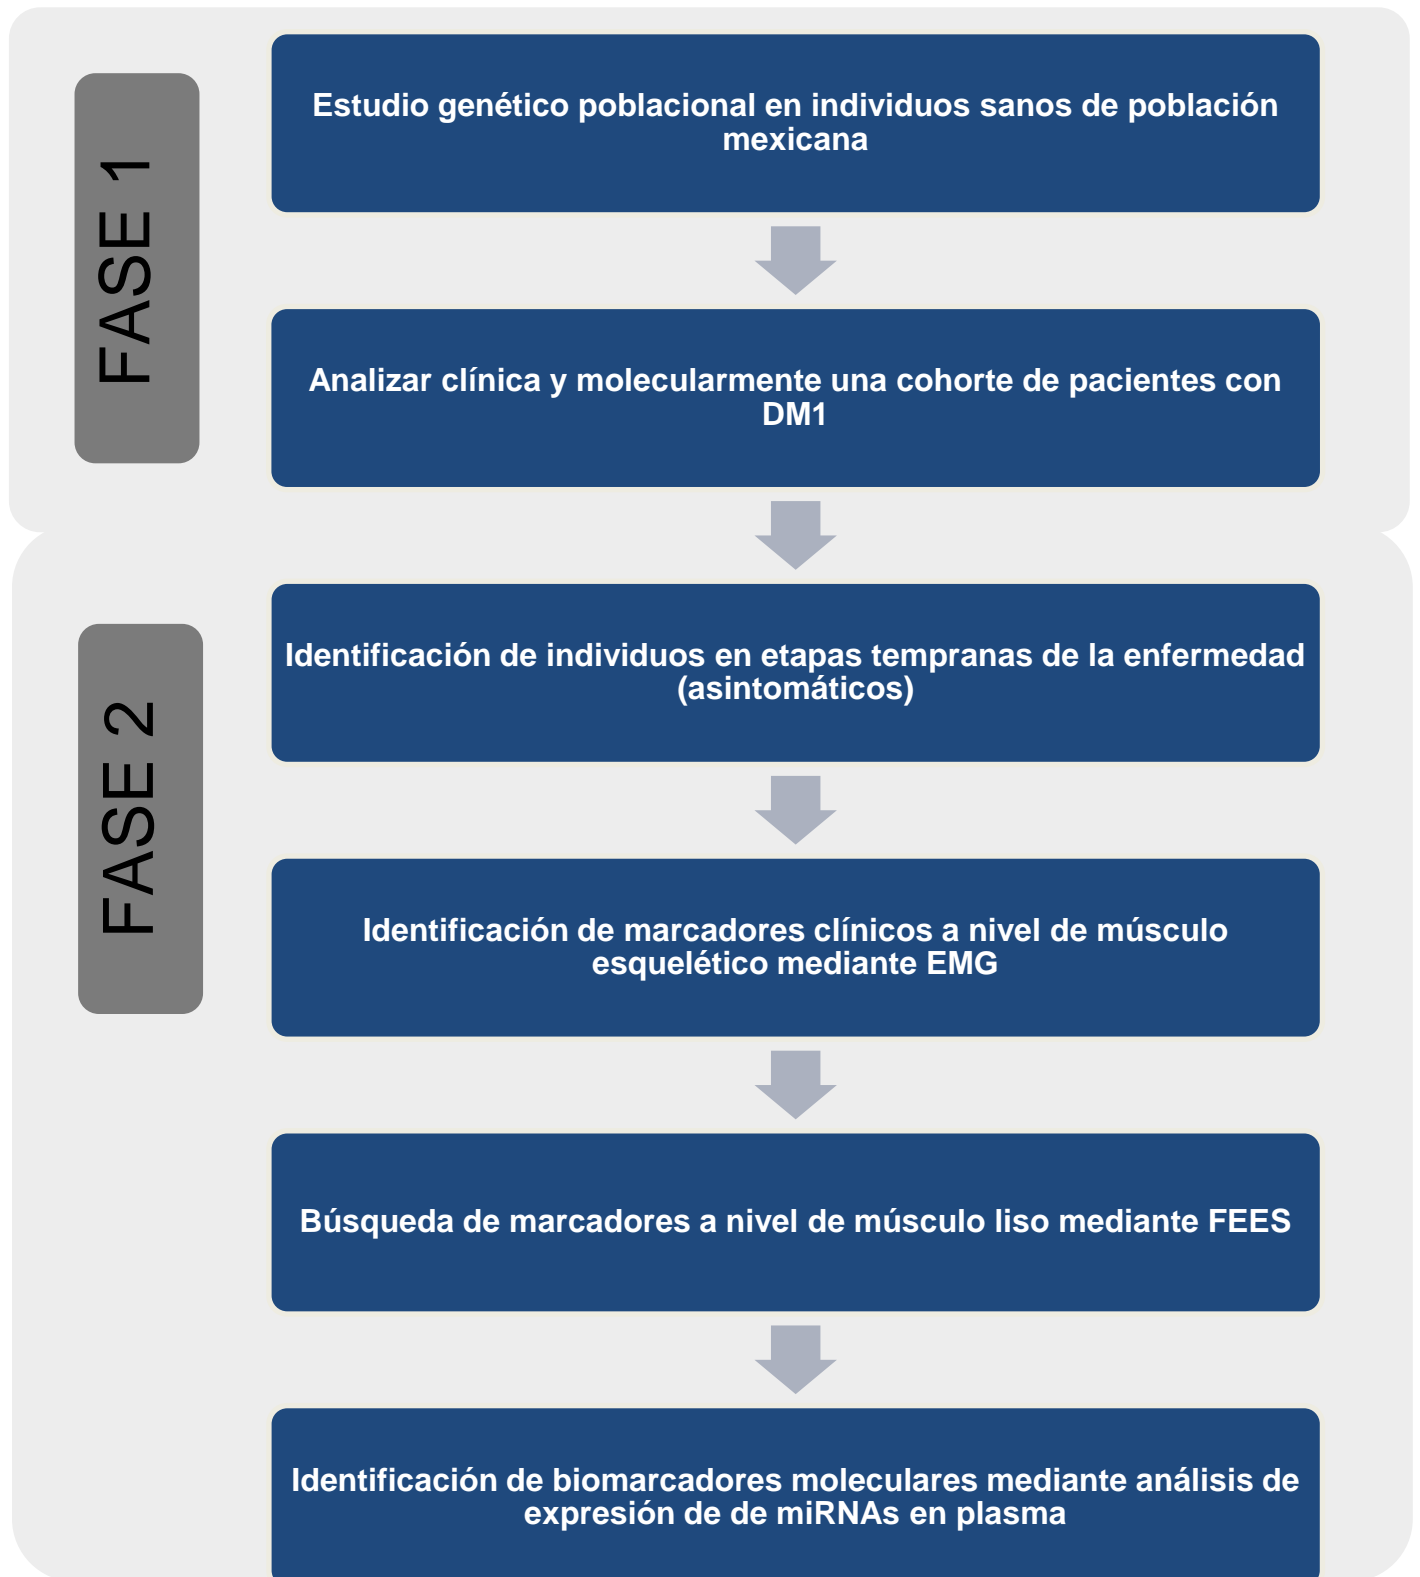 FASE 1
Estudio genético poblacional en individuos sanos de población
mexicana
Analizar clínica y molecularmente una cohorte de pacientes con
DM1
FASE 2
Identificación de individuos en etapas tempranas de la enfermedad
(asintomáticos)
Identificación de marcadores clínicos a nivel de músculo
esquelético mediante EMG
Búsqueda de marcadores a nivel de músculo liso mediante FEES
Identificación de biomarcadores moleculares mediante análisis de
expresión de de miRNAs en plasma